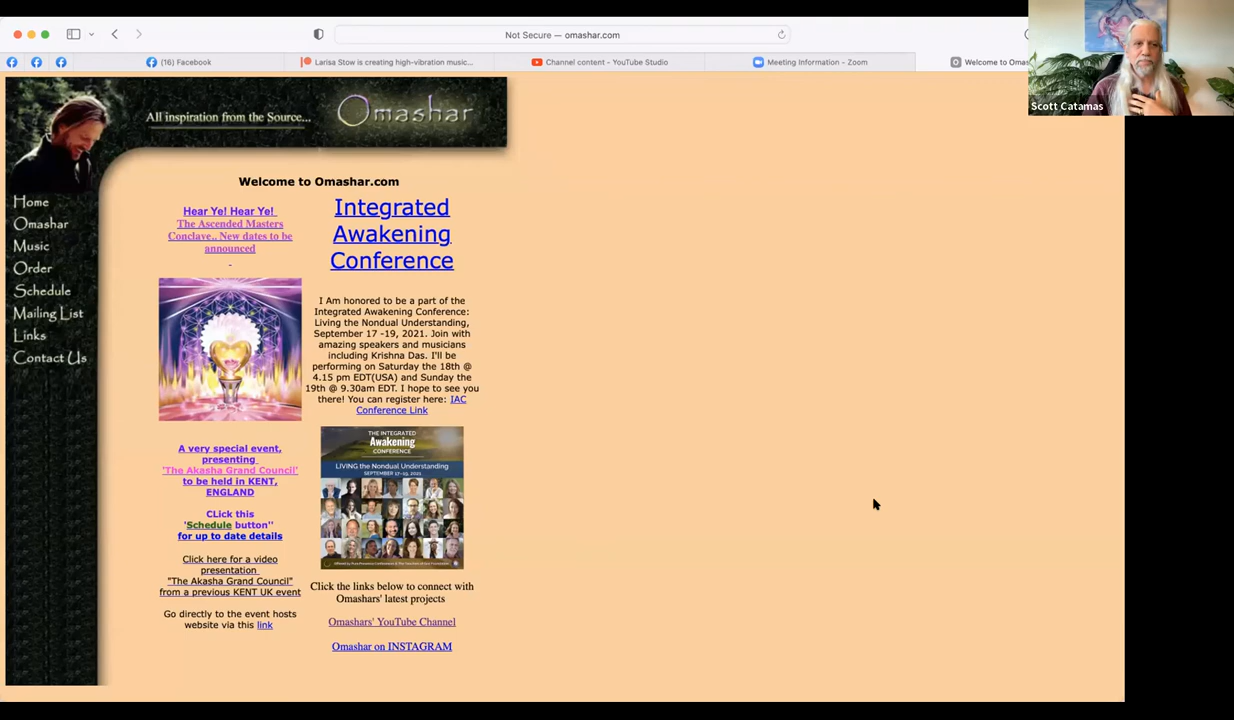 Not Secure — omashar.com
(16) Facebook
Larisa Stow is creating high-vibration music...
Channel content - YouTube Studio
Meeting Information - Zoom
Welcome to Omas
Scott Catamas
All inspiration from the Source...
Omashar
Home
Omashar
Music
Order
Schedule
Mailing List
Links
Contact Us
Welcome to Omashar.com
Hear Ye! Hear Ye!
The Ascended Masters
Conclave.. New dates to be
announced
A very special event,
presenting
'The Akasha Grand Council'
to be held in KENT,
ENGLAND
CLick this
'Schedule button''
for up to date details
Click here for a video
presentation
"The Akasha Grand Council"
from a previous KENT UK event
Go directly to the event hosts
website via this link
Integrated
Awakening
Conference
I Am honored to be a part of the
Integrated Awakening Conference:
Living the Nondual Understanding,
September 17 -19, 2021. Join with
amazing speakers and musicians
including Krishna Das. I'll be
performing on Saturday the 18th @
4.15 pm EDT(USA) and Sunday the
19th @ 9.30am EDT. I hope to see you
there! You can register here: IAC
Conference Link
THE INTEGRATED
Awakening
CONFERENCE
LIVING the Nondual Understanding
SEPTEMBER 17-19, 2021
Click the links below to connect with
Omashars' latest projects
Omashars' YouTube Channel
Omashar on INSTAGRAM